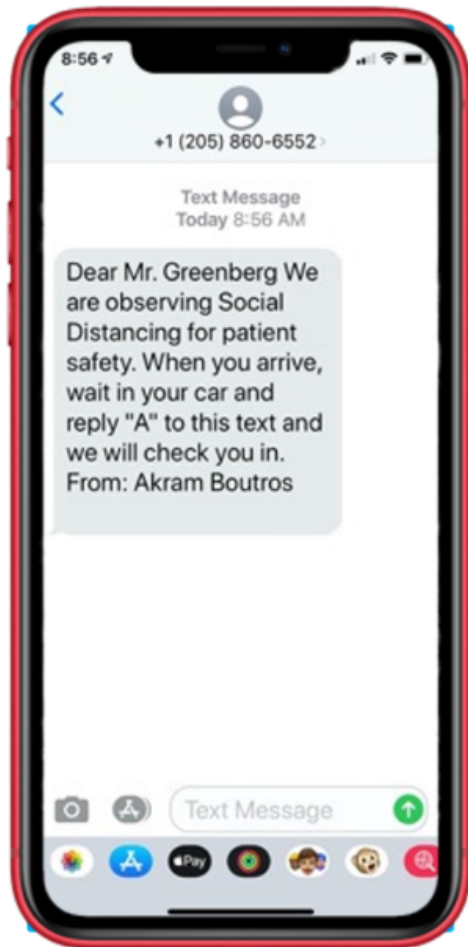 8:56
+1 (205) 860-6552
Text Message
Today 8:56 AM
Dear Mr. Greenberg We
are observing Social
Distancing for patient
safety. When you arrive,
wait in your car and
reply "A" to this text and
we will check you in.
From: Akram Boutros
Text Message
Pay